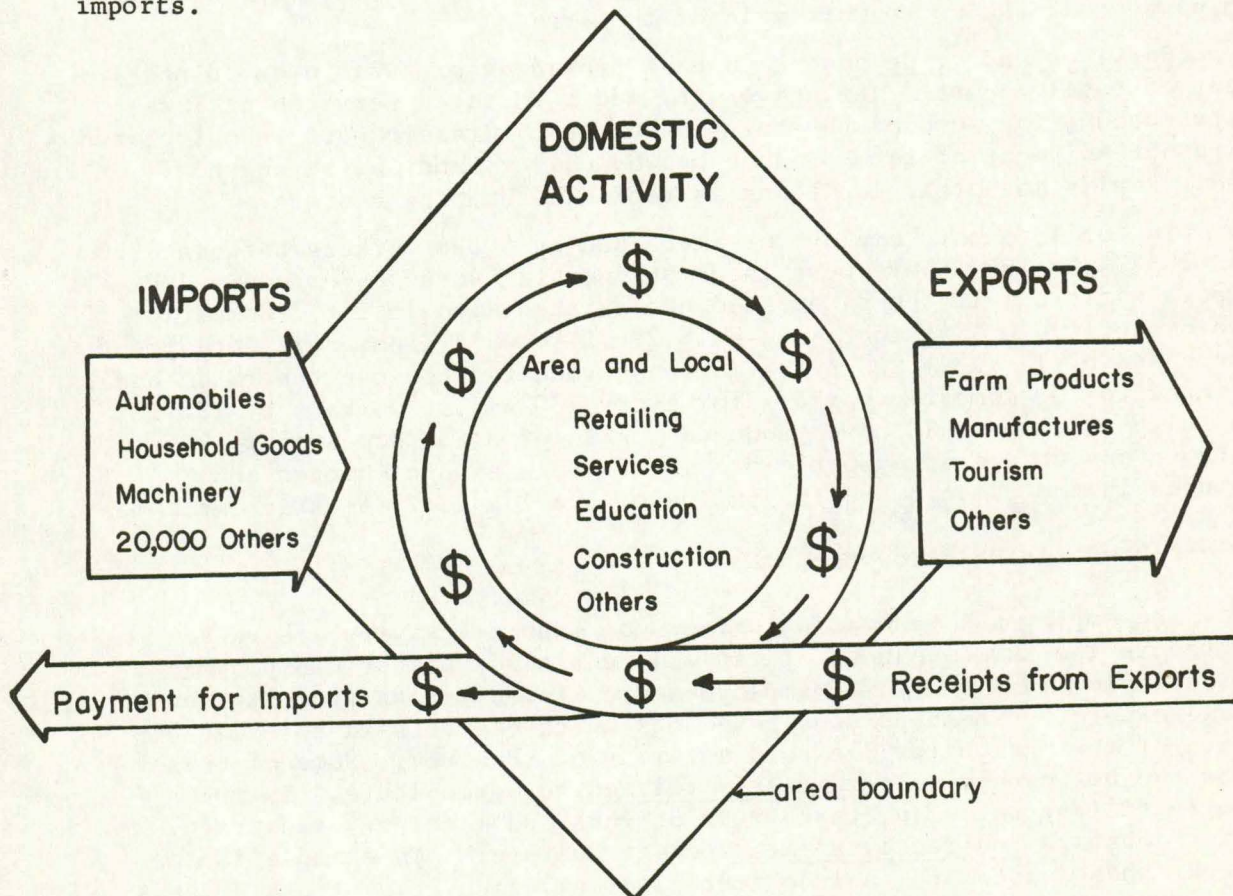 imports.
DOMESTIC
ACTIVITY
IMPORTS
EXPORTS
$
$
$
$
$
$
$
$
$
Automobiles
Household Goods
Machinery
20,000 Others
Area and Local
Retailing
Services
Education
Construction
Others
Farm Products
Manufactures
Tourism
Others
Payment for Imports
Receipts from Exports
area boundary